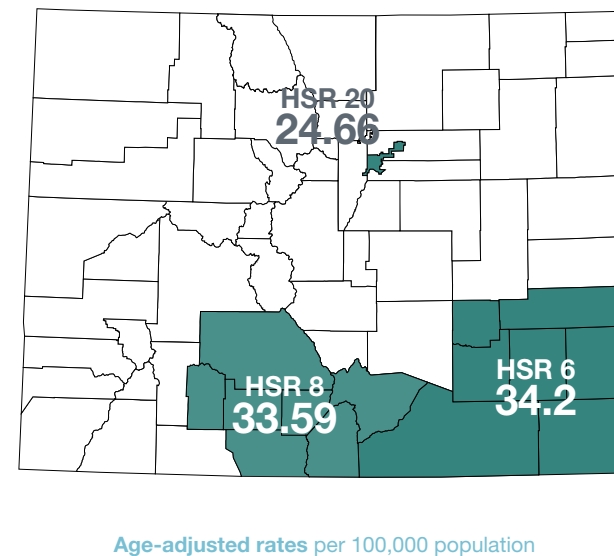 HSR 20
24.66
HSR 6
34.2
HSR 8
33.59
Age-adjusted rates per 100,000 population